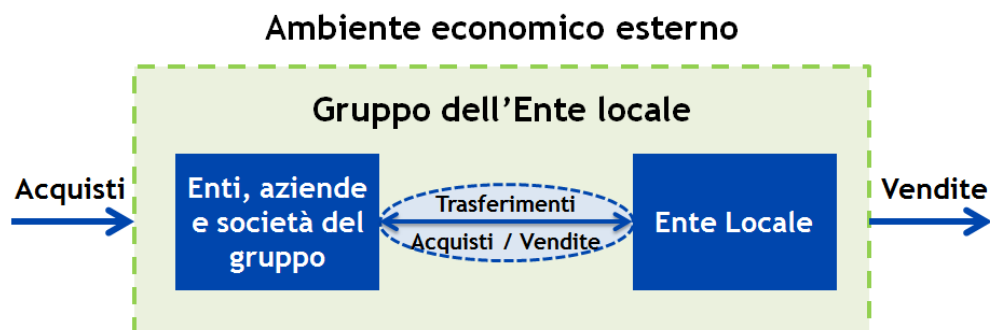 Ambiente economico esterno
Gruppo dell’Ente locale
Acquisti
Enti, aziende
e società del
gruppo
Trasferimenti
Acquisti / Vendite
Ente Locale
Vendite